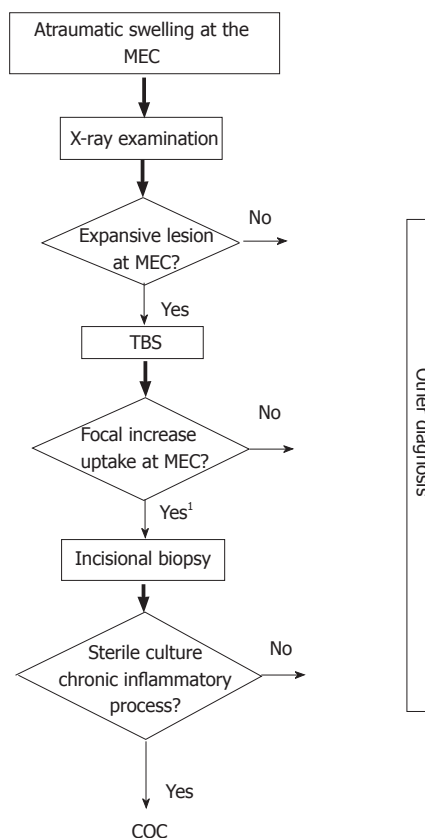 Atraumatic swelling at the
MEC
X-ray examination
No
Expansive lesion
at MEC?
Yes
TBS
No
Focal increase
uptake at MEC?
Yes¹
Incisional biopsy
No
Sterile culture
chronic inflammatory
process?
Yes
COC
Other diagnosis